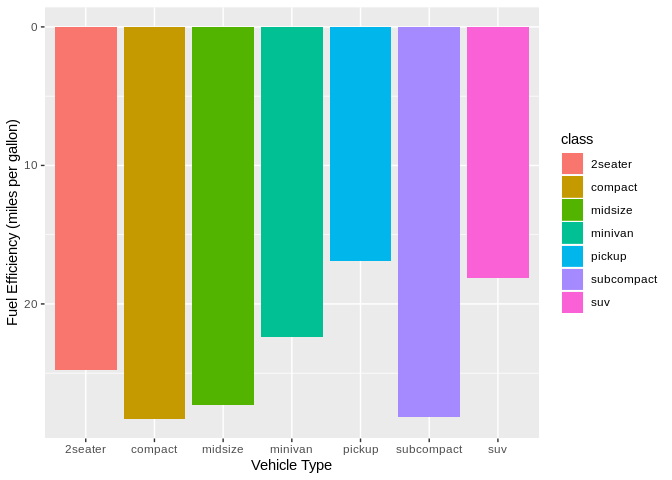 0
10
20
Fuel Efficiency (miles per gallon)
2seater compact midsize minivan pickup subcompact suv
Vehicle Type
class
2seater
compact
midsize
minivan
pickup
subcompact
suv